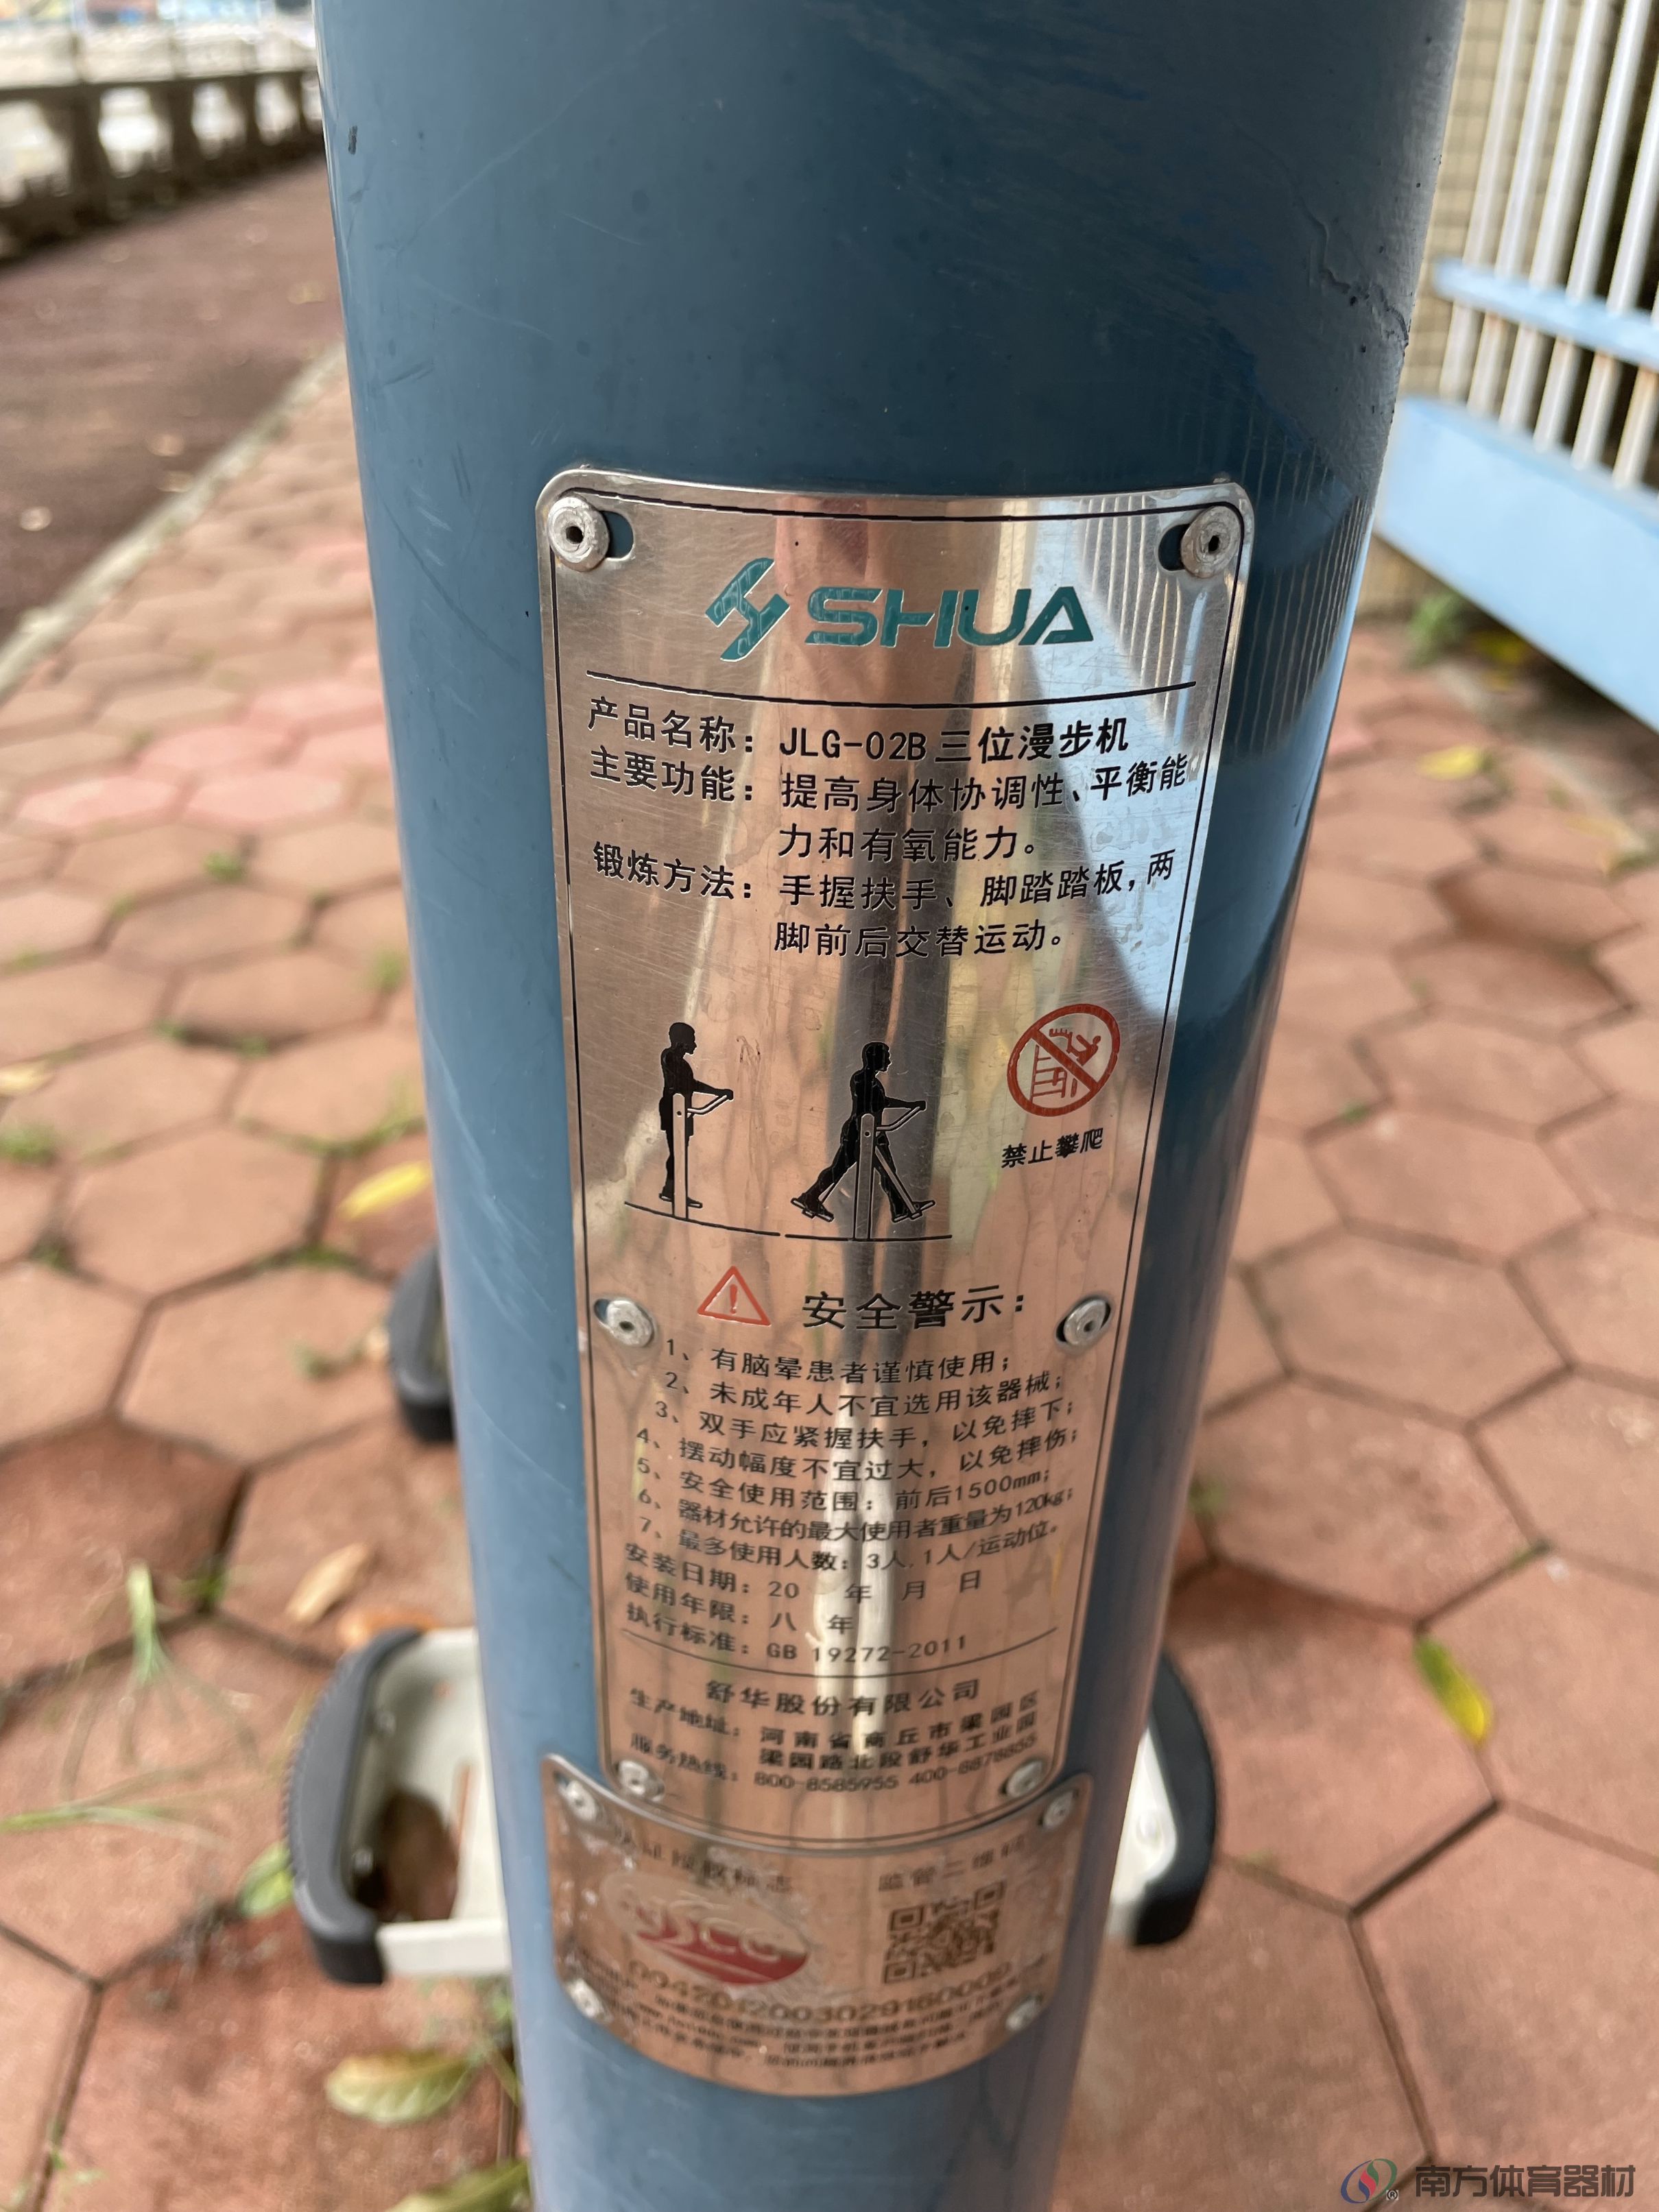 SHUA
产品名称：JLG-02B三位漫步机
主要功能：提高身体协调性、平衡能
力和有氧能力。
锻炼方法：手握扶手、脚踏踏板，两
脚前后交替运动。
禁止攀爬
安全警示：
1、有脑晕患者谨慎使用；
2、未成年人不宜选用该器械；
3、双手应紧握扶手，以免摔下；
4、摆动幅度不宜过大，以免摔伤；
5、安全使用范围：前后1500mm；
6、器材允许的最大使用者重量为120kg；
7、最多使用人数：3人，1人/运动位。
安装日期：20 年 月 日
使用年限：八 年
执行标准：GB 19272-2011
舒华股份有限公司
生产地址：河南省商丘市梁园区
梁园路北段舒华工业园
服务热线：800-8585955 400-8878855
监管二维码
南方体育器材